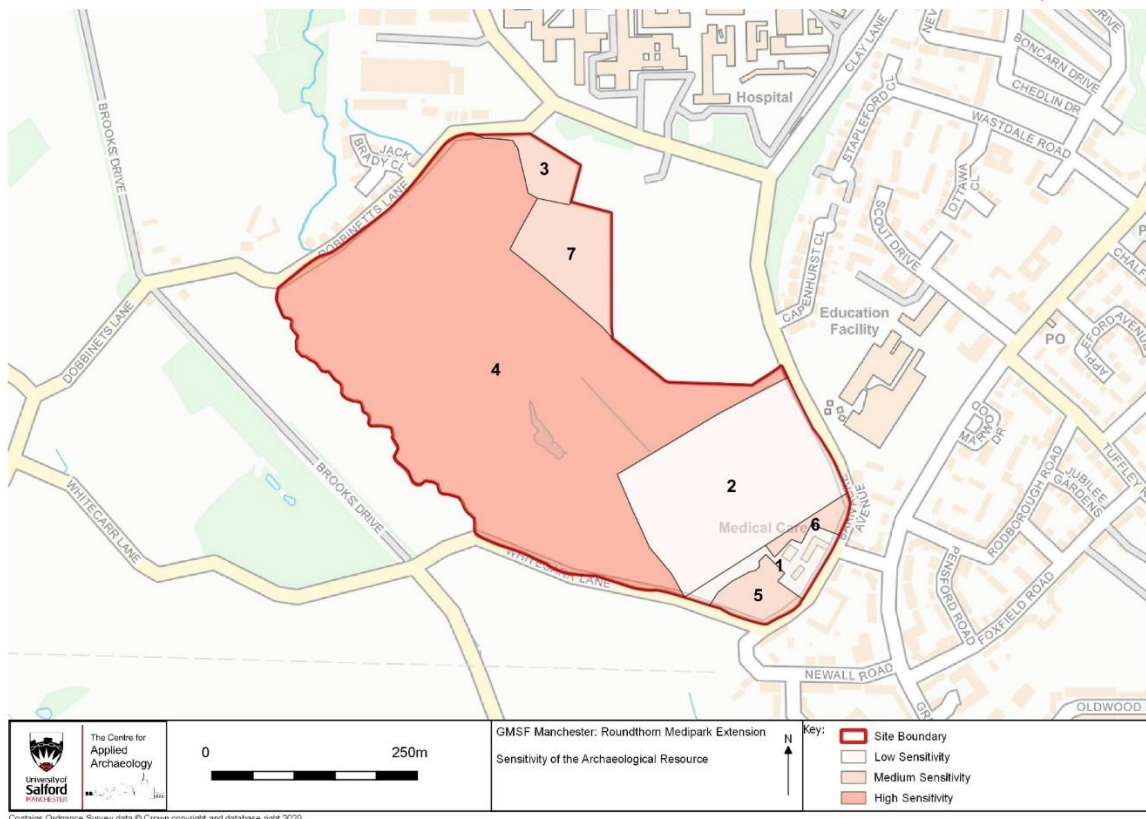 BROOKS DRIVE
JACK
BRADY CL
DOBBINETTS LANE
DOBBINETS LANE
WHITECARR LANE
BROOKS DRIVE
WHITECARR LANE
Hospital
CLAY LANE
BONCARN DRIVE
CHEDLIN DR
WASTDALE ROAD
STAPLEFORD CL
OTTAWA
CL
SCOUT DRIVE
CAPENHURST CL
Education
Facility
PO
TUFFLEY
JUBILEE
GARDENS
RODBOROUGH ROAD
PENSFORD ROAD
FOXFIELD ROAD
NEWALL ROAD
OLDWOOD
AVENUE
Medical Care
3
7
4
2
6
1
5
University of
Salford
MANCHESTER
The Centre for
Applied
Archaeology
0 250m
GMSF Manchester: Roundthorn Medipark Extension
Sensitivity of the Archaeological Resource
N
Key:
Site Boundary
Low Sensitivity
Medium Sensitivity
High Sensitivity
Contains Ordnance Survey data © Crown copyright and database right 2020